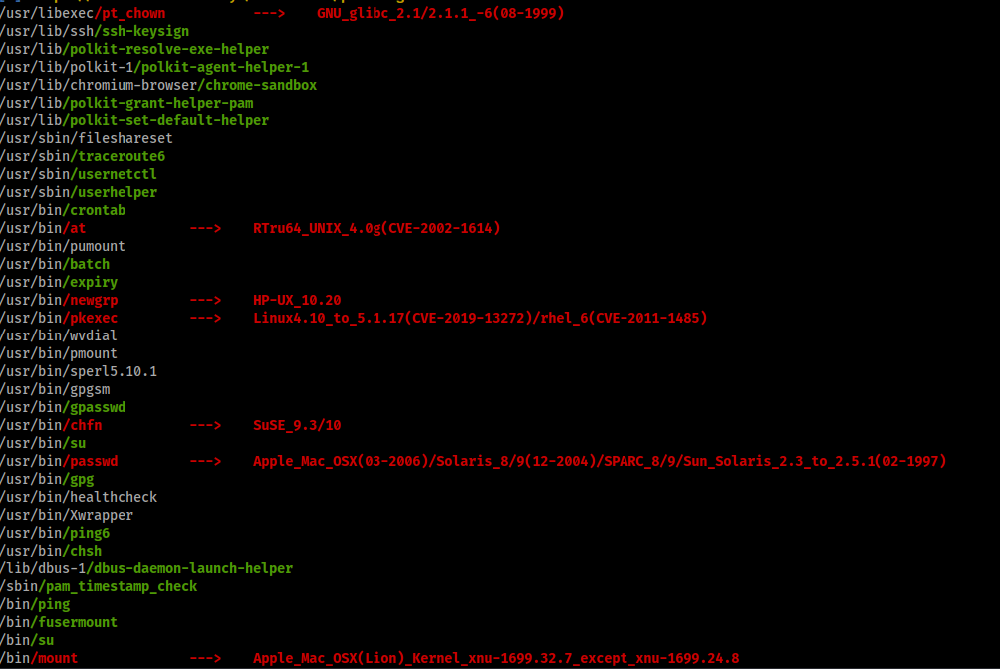 /usr/libexec/pt_chown ---> GNU_glibc_2.1/2.1.1_-6(08-1999)
/usr/lib/ssh/ssh-keysign
/usr/lib/polkit-resolve-exe-helper
/usr/lib/polkit-1/polkit-agent-helper-1
/usr/lib/chromium-browser/chrome-sandbox
/usr/lib/polkit-grant-helper-pam
/usr/lib/polkit-set-default-helper
/usr/sbin/fileshareset
/usr/sbin/traceroute6
/usr/sbin/usernetctl
/usr/sbin/userhelper
/usr/bin/crontab
/usr/bin/at ---> RTru64_UNIX_4.0g(CVE-2002-1614)
/usr/bin/pumount
/usr/bin/batch
/usr/bin/expiry
/usr/bin/newgrp ---> HP-UX_10.20
/usr/bin/pkexec ---> Linux4.10_to_5.1.17(CVE-2019-13272)/rhel_6(CVE-2011-1485)
/usr/bin/wvdial
/usr/bin/pmount
/usr/bin/sperl5.10.1
/usr/bin/gpgsm
/usr/bin/gpasswd
/usr/bin/chfn ---> SuSE_9.3/10
/usr/bin/su
/usr/bin/passwd ---> Apple_Mac_OSX(03-2006)/Solaris_8/9(12-2004)/SPARC_8/9/Sun_Solaris_2.3_to_2.5.1(02-1997)
/usr/bin/gpg
/usr/bin/healthcheck
/usr/bin/Xwrapper
/usr/bin/ping6
/usr/bin/chsh
/lib/dbus-1/dbus-daemon-launch-helper
/sbin/pam_timestamp_check
/bin/ping
/bin/fusermount
/bin/su
/bin/mount ---> Apple_Mac_OSX(Lion)_Kernel_xnu-1699.32.7_except_xnu-1699.24.8